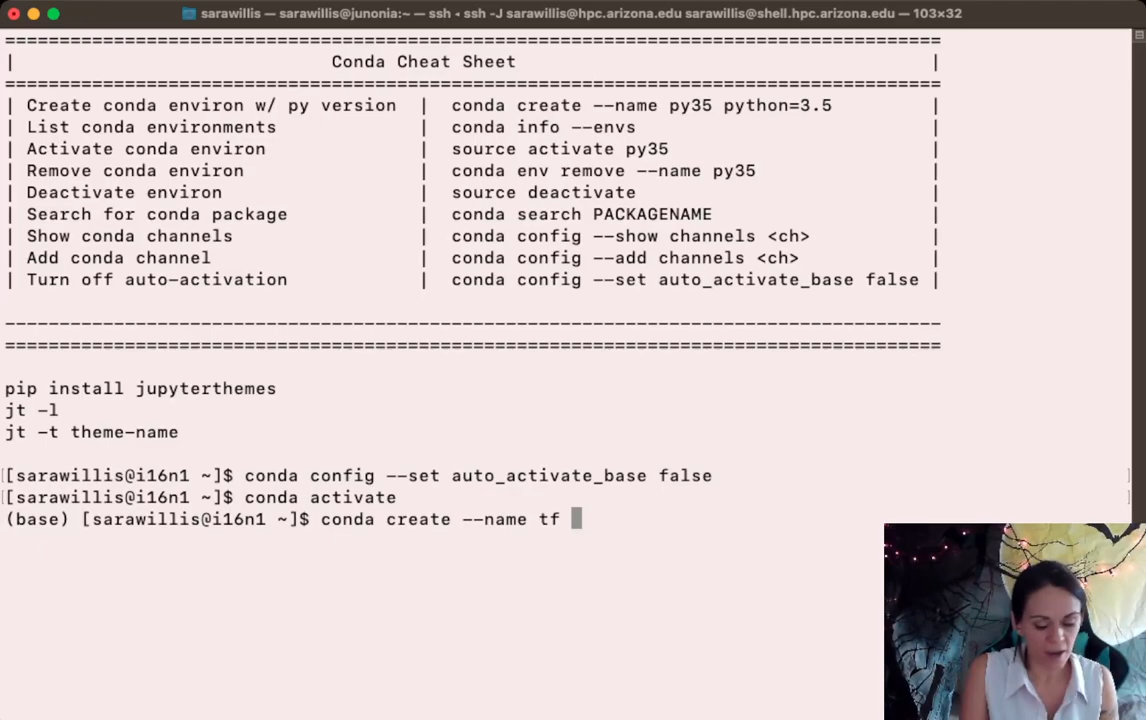 sarawillis — sarawillis@junonia:~ — ssh ◂ ssh -J sarawillis@hpc.arizona.edu sarawillis@shell.hpc.arizona.edu — 103×32
=======================================================================================
| Conda Cheat Sheet |
=======================================================================================
| Create conda environ w/ py version | conda create --name py35 python=3.5 |
| List conda environments | conda info --envs |
| Activate conda environ | source activate py35 |
| Remove conda environ | conda env remove --name py35 |
| Deactivate environ | source deactivate |
| Search for conda package | conda search PACKAGENAME |
| Show conda channels | conda config --show channels <ch> |
| Add conda channel | conda config --add channels <ch> |
| Turn off auto-activation | conda config --set auto_activate_base false |
---------------------------------------------------------------------------------------
=======================================================================================
pip install jupyterthemes
jt -l
jt -t theme-name
[sarawillis@i16n1 ~]$ conda config --set auto_activate_base false
[sarawillis@i16n1 ~]$ conda activate
(base) [sarawillis@i16n1 ~]$ conda create --name tf